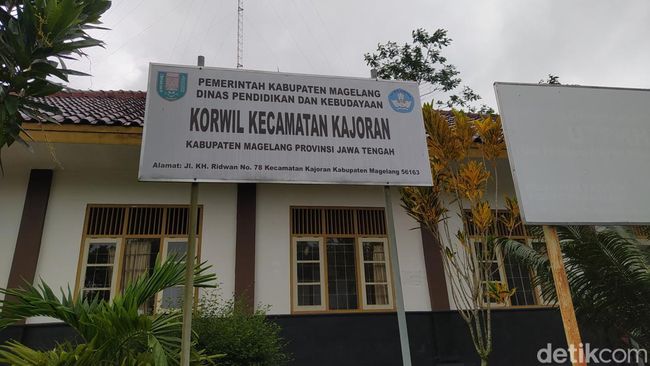 PEMERINTAH KABUPATEN MAGELANG
DINAS PENDIDIKAN DAN KEBUDAYAAN
KORWIL KECAMATAN KAJORAN
KABUPATEN MAGELANG PROVINSI JAWA TENGAH
Alamat: Jl. KH. Ridwan No. 78 Kecamatan Kajoran Kabupaten Magelang 56163
detikcom